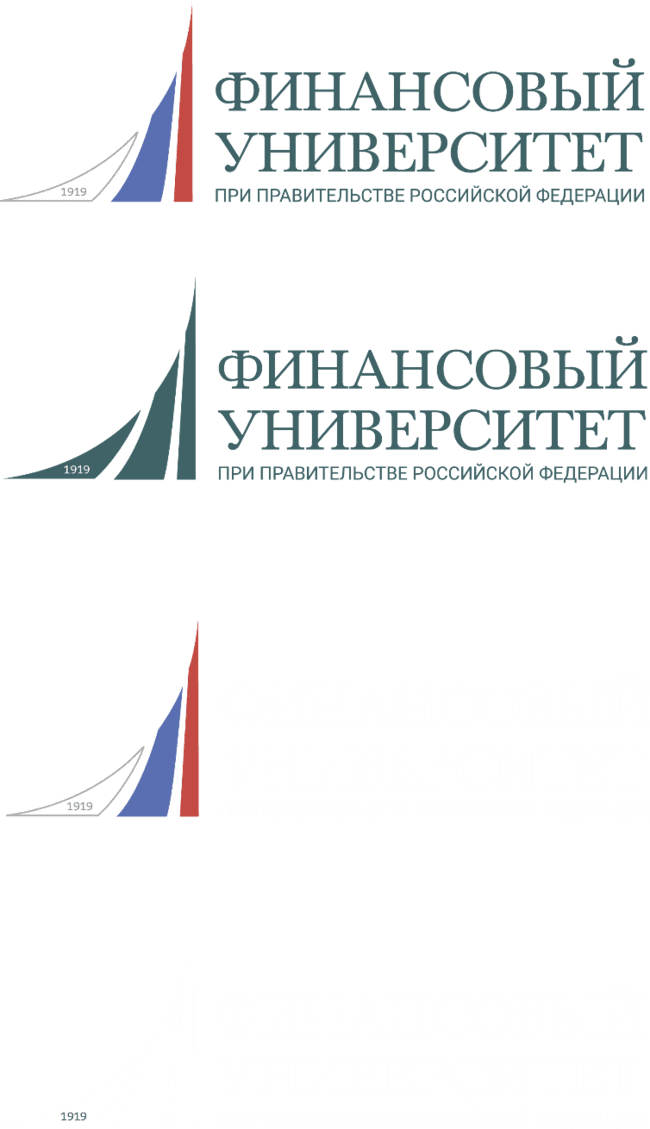 1919
ФИНАНСОВЫЙ
УНИВЕРСИТЕТ
ПРИ ПРАВИТЕЛЬСТВЕ РОССИЙСКОЙ ФЕДЕРАЦИИ
1919
ФИНАНСОВЫЙ
УНИВЕРСИТЕТ
ПРИ ПРАВИТЕЛЬСТВЕ РОССИЙСКОЙ ФЕДЕРАЦИИ
1919
1919